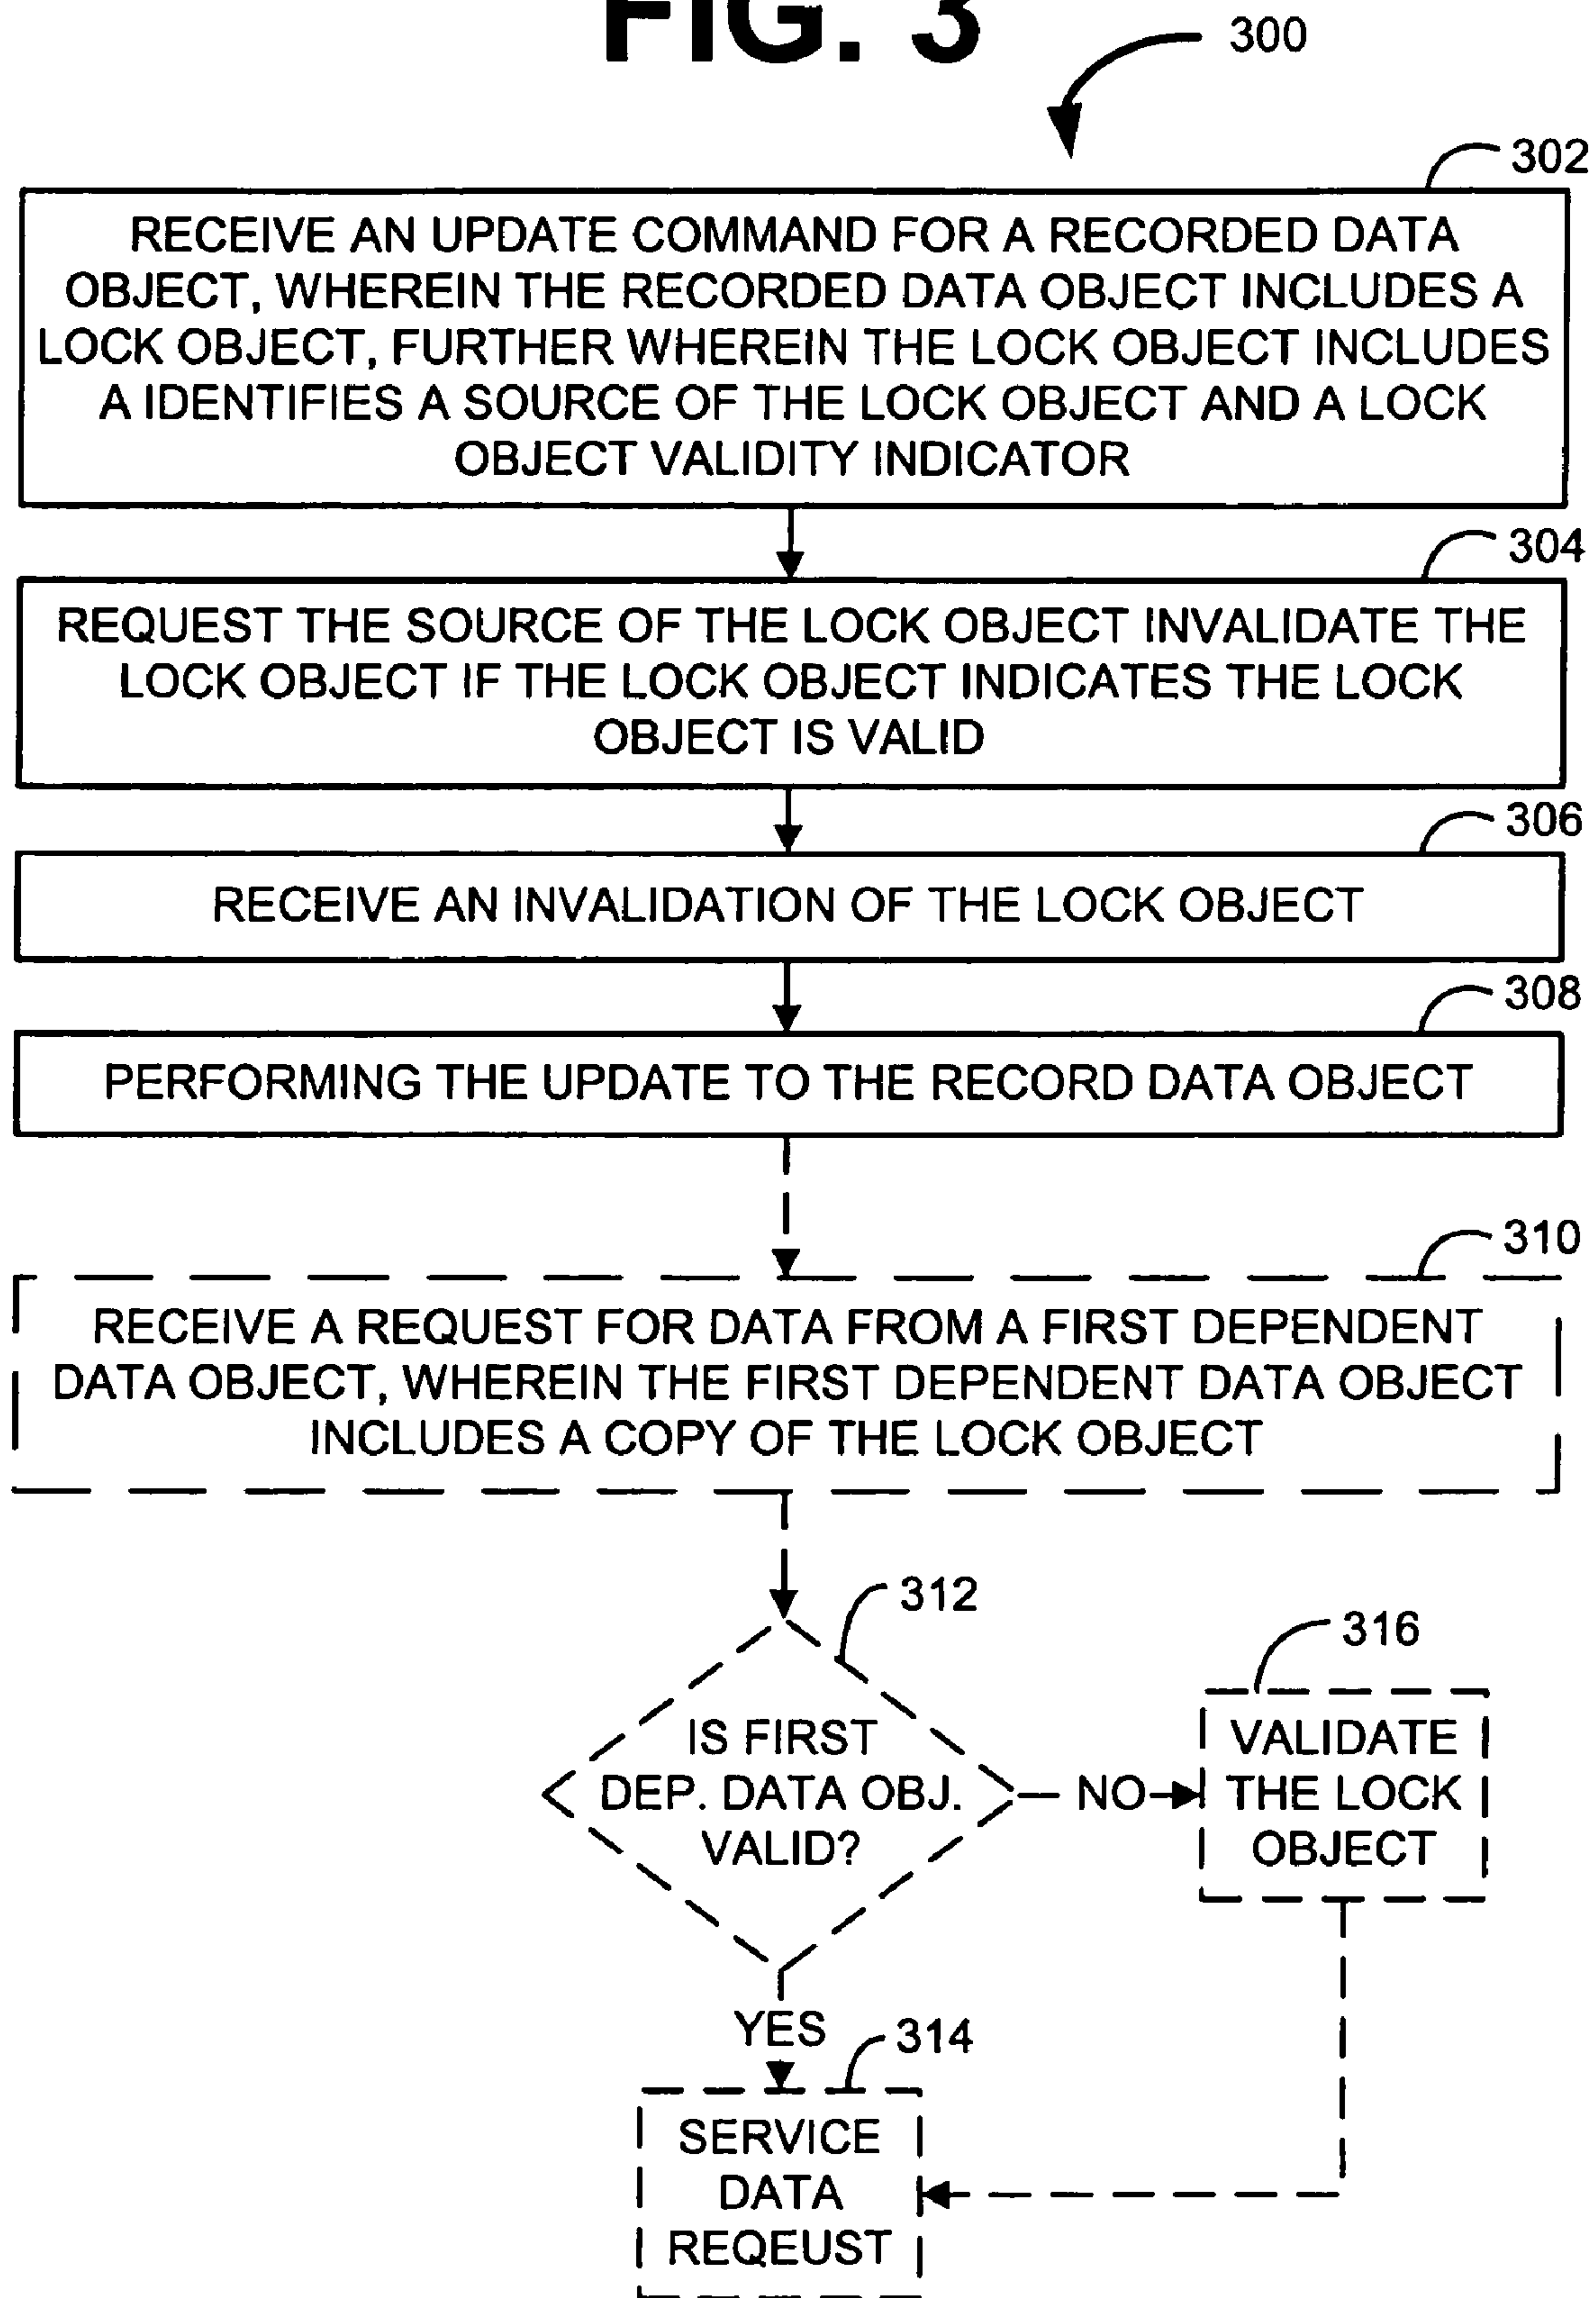 FIG. 3
300
302
RECEIVE AN UPDATE COMMAND FOR A RECORDED DATA
OBJECT, WHEREIN THE RECORDED DATA OBJECT INCLUDES A
LOCK OBJECT, FURTHER WHEREIN THE LOCK OBJECT INCLUDES
A IDENTIFIES A SOURCE OF THE LOCK OBJECT AND A LOCK
OBJECT VALIDITY INDICATOR
304
REQUEST THE SOURCE OF THE LOCK OBJECT INVALIDATE THE
LOCK OBJECT IF THE LOCK OBJECT INDICATES THE LOCK
OBJECT IS VALID
306
RECEIVE AN INVALIDATION OF THE LOCK OBJECT
308
PERFORMING THE UPDATE TO THE RECORD DATA OBJECT
310
RECEIVE A REQUEST FOR DATA FROM A FIRST DEPENDENT
DATA OBJECT, WHEREIN THE FIRST DEPENDENT DATA OBJECT
INCLUDES A COPY OF THE LOCK OBJECT
312
IS FIRST
DEP. DATA OBJ.
VALID?
NO
316
VALIDATE
THE LOCK
OBJECT
YES
314
SERVICE
DATA
REQEUST